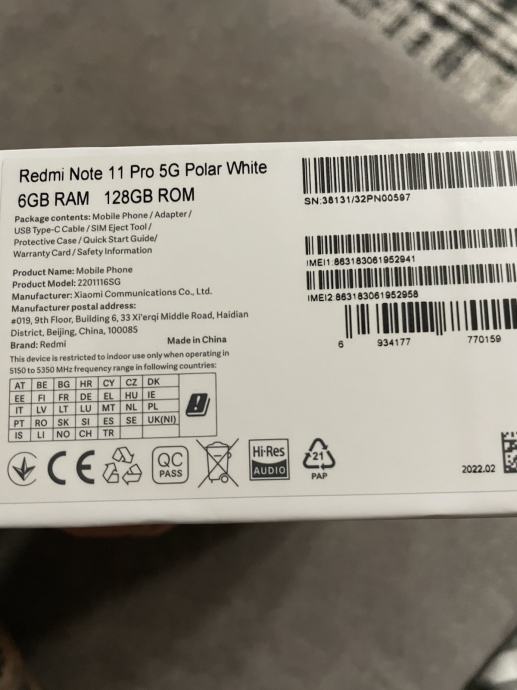 Redmi Note 11 Pro 5G Polar White
6GB RAM 128GB ROM
Package contents: Mobile Phone / Adapter /
USB Type-C Cable / SIM Eject Tool /
Protective Case / Quick Start Guide/
Warranty Card / Safety Information
Product Name: Mobile Phone
Product Model: 2201116SG
Manufacturer: Xiaomi Communications Co., Ltd.
Manufacturer postal address:
#019, 9th Floor, Building 6, 33 Xi'erqi Middle Road, Haidian
District, Beijing, China, 100085
Brand: Redmi Made in China
This device is restricted to indoor use only when operating in
5150 to 5350 MHz frequency range in following countries:
AT BE BG HR CY CZ DK
EE FI FR DE EL HU IE
IT LV LT LU MT NL PL
PT RO SK SI ES SE UK(NI)
IS LI NO CH TR
CE
QC
PASS
Hi-Res
AUDIO
21
PAP
SN:38131/32PN00597
IMEI1:863183061952941
IMEI2:863183061952958
6 934177 770159
2022.02